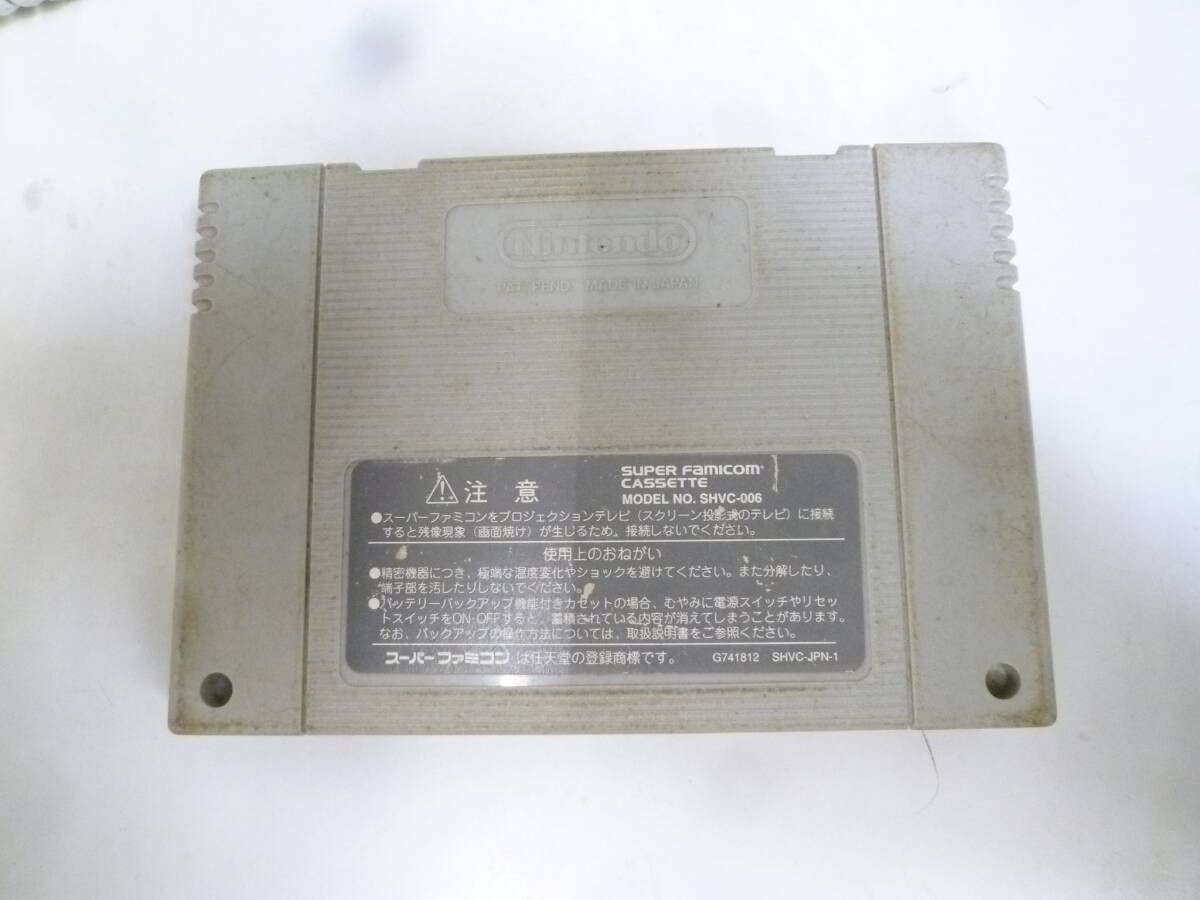 Nintendo
PAT. PEND. MADE IN JAPAN
⚠注 意
SUPER FAMICOM
CASSETTE
MODEL NO. SHVC-006
●スーパーファミコンをプロジェクションテレビ(スクリーン投影式のテレビ)に接続
すると残像現象(画面焼け)が生じるため、接続しないでください。
使用上のおねがい
●精密機器につき、極端な温度変化やショックを避けてください。また分解したり、
端子部を汚したりしないでください。
●バッテリーバックアップ機能付きカセットの場合、むやみに電源スイッチやリセッ
トスイッチをON・OFFすると、蓄積されている内容が消えてしまうことがあります。
なお、バックアップの操作方法については、取扱説明書をご参照ください。
スーパーファミコンは任天堂の登録商標です。 G741812 SHVC-JPN-1